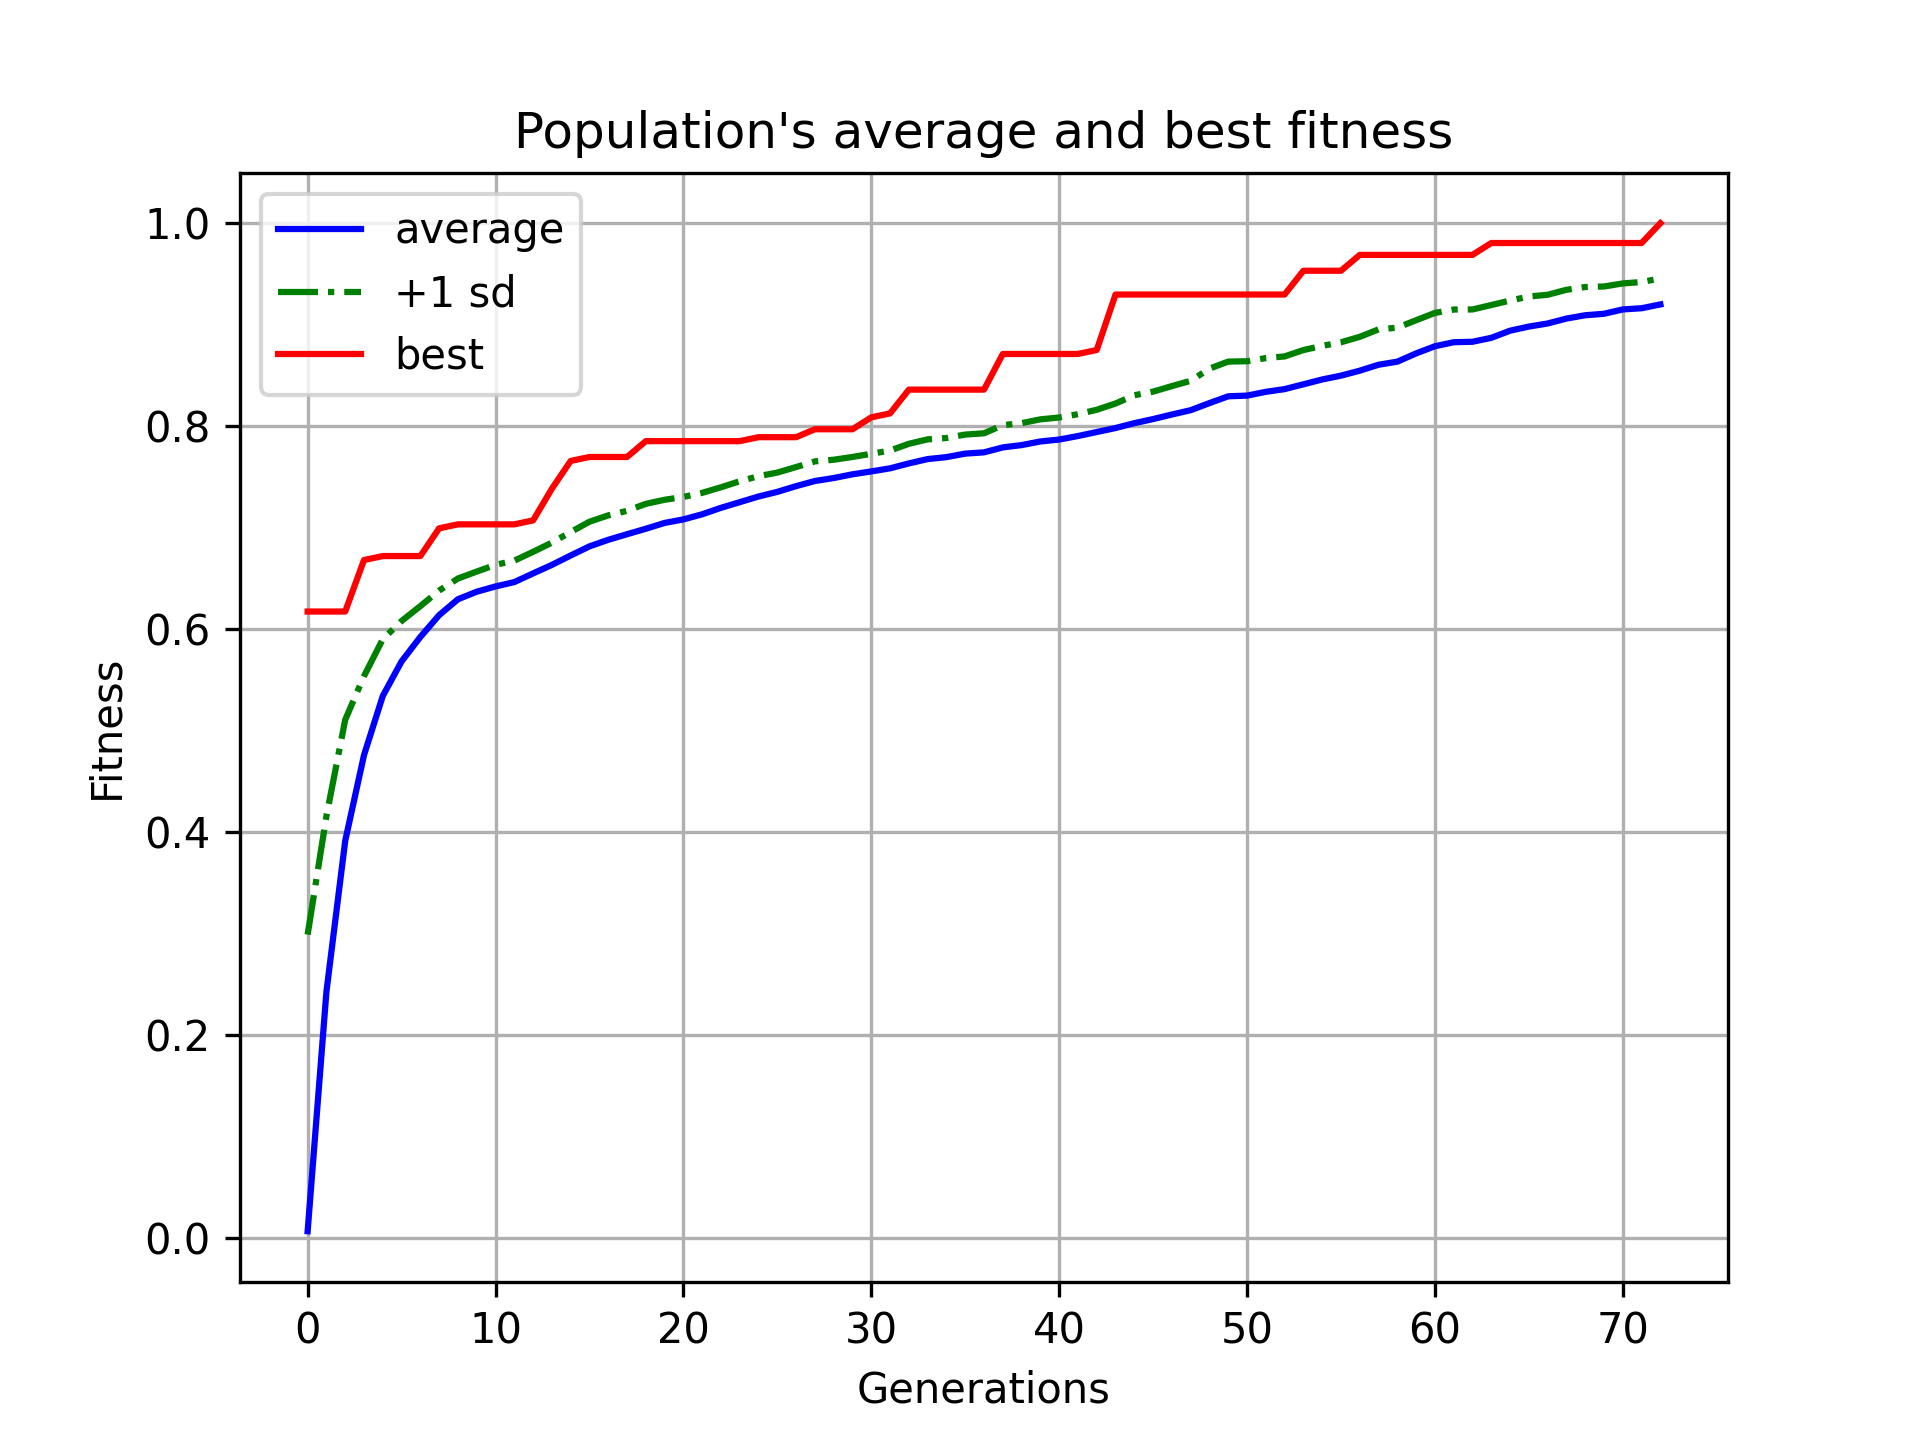 Population's average and best fitness
average
+1 sd
best
Fitness
1.0
0.8
0.6
0.4
0.2
0.0
0 10 20 30 40 50 60 70
Generations